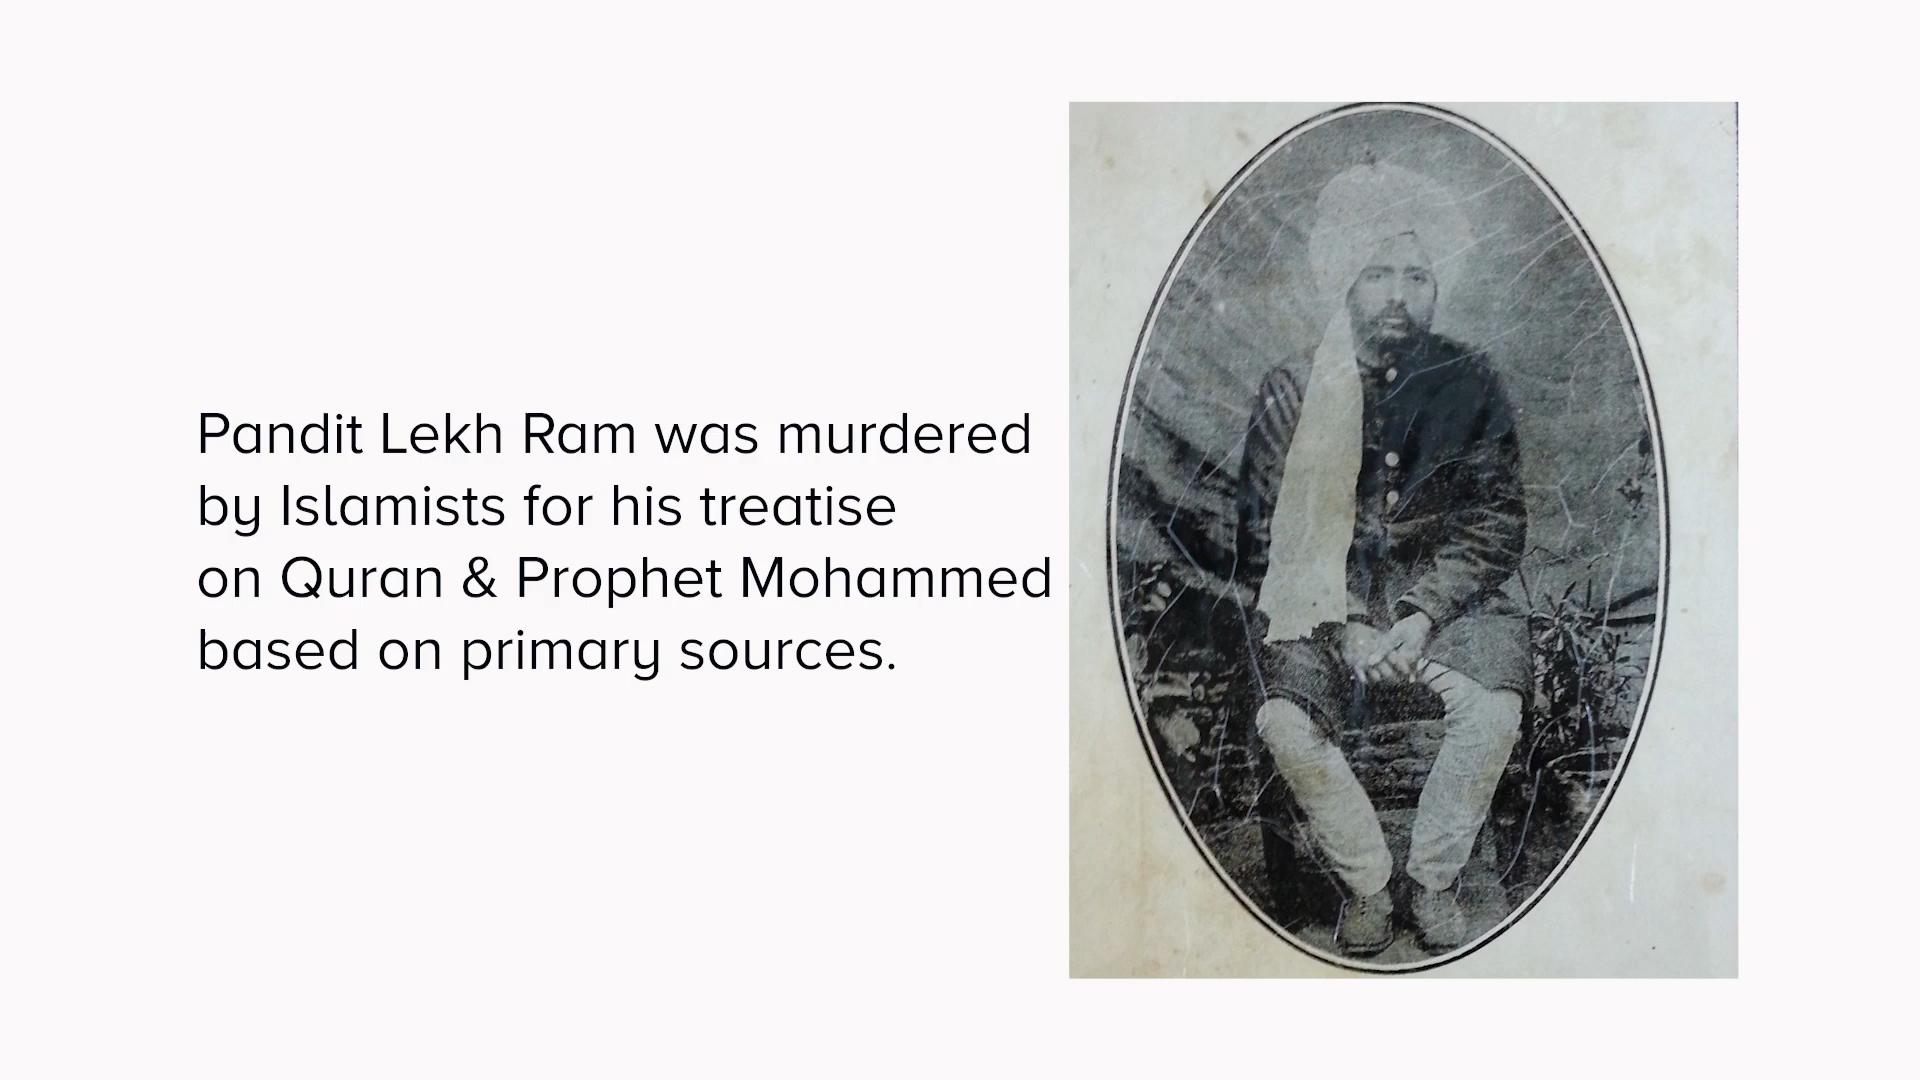 Pandit Lekh Ram was murdered
by Islamists for his treatise
on Quran & Prophet Mohammed
based on primary sources.